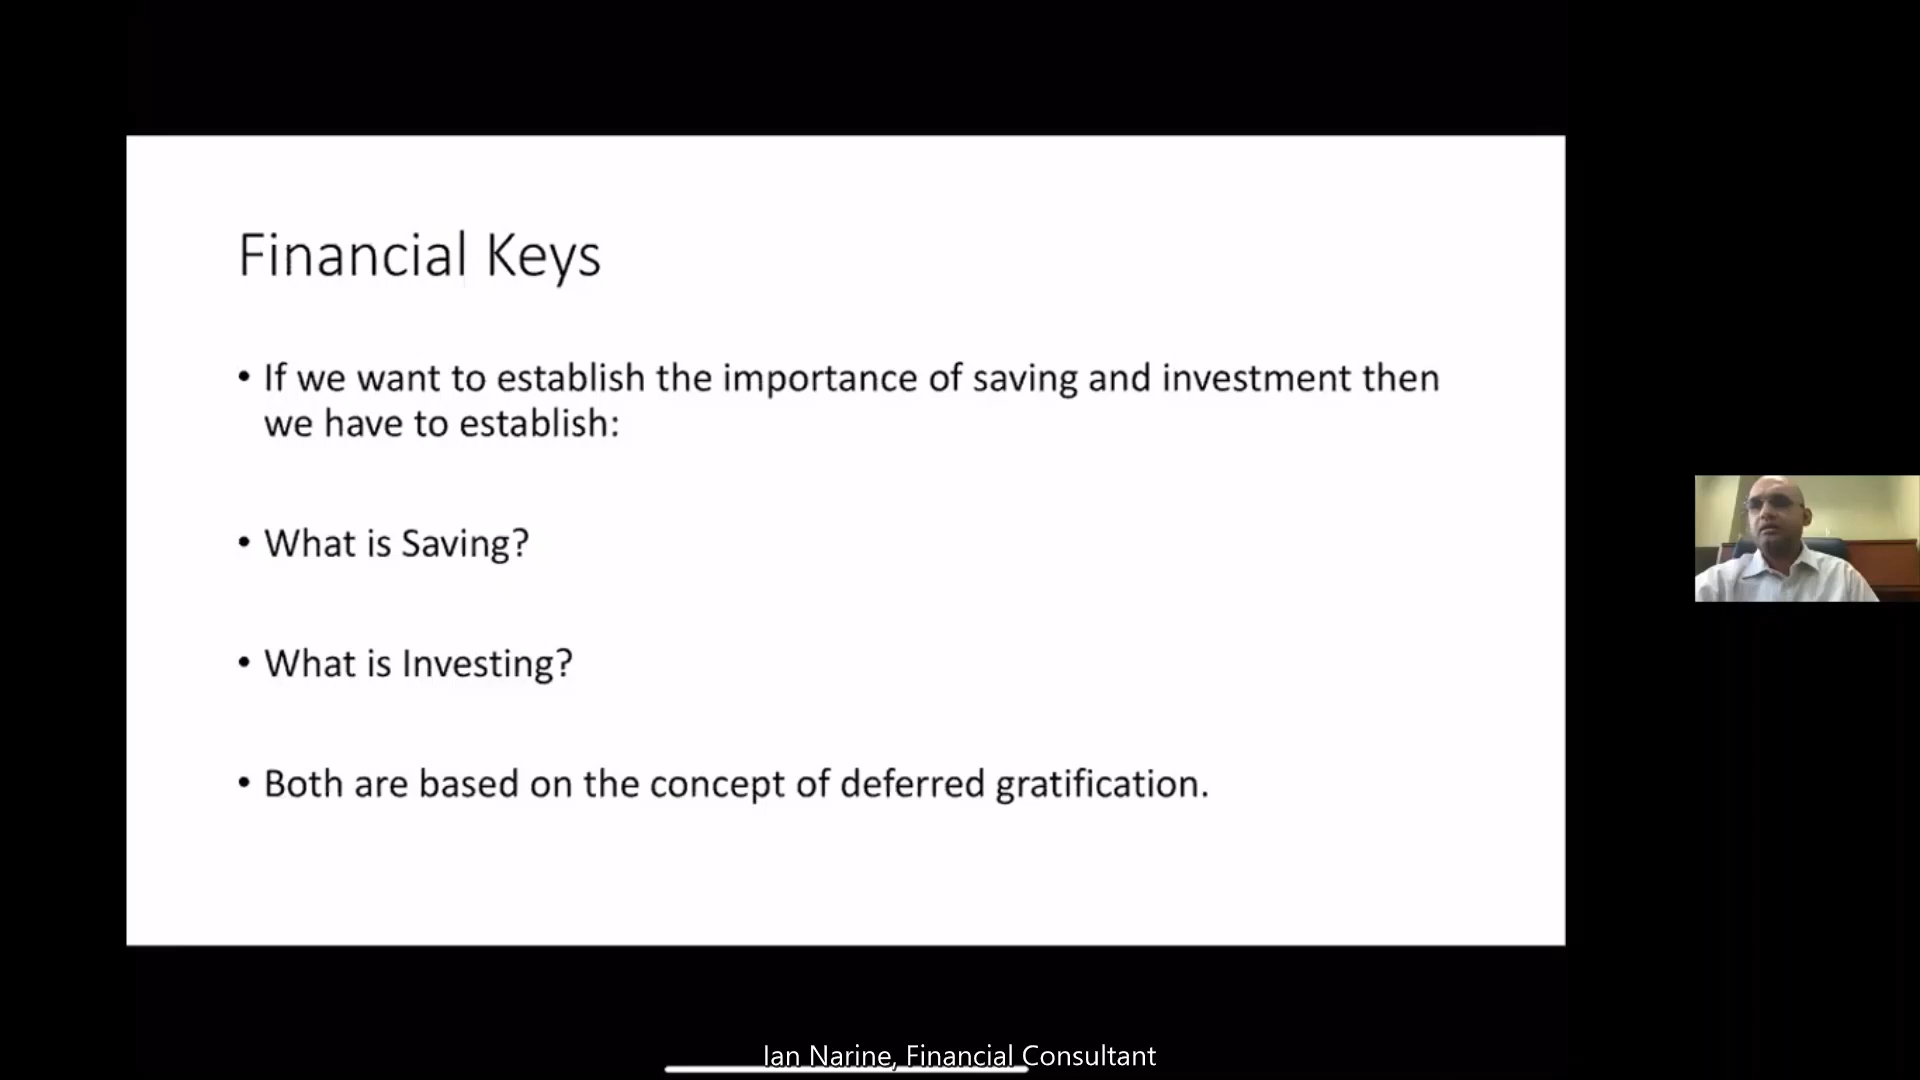 Financial Keys
• If we want to establish the importance of saving and investment then
we have to establish:
• What is Saving?
• What is Investing?
• Both are based on the concept of deferred gratification.
Ian Narine, Financial Consultant